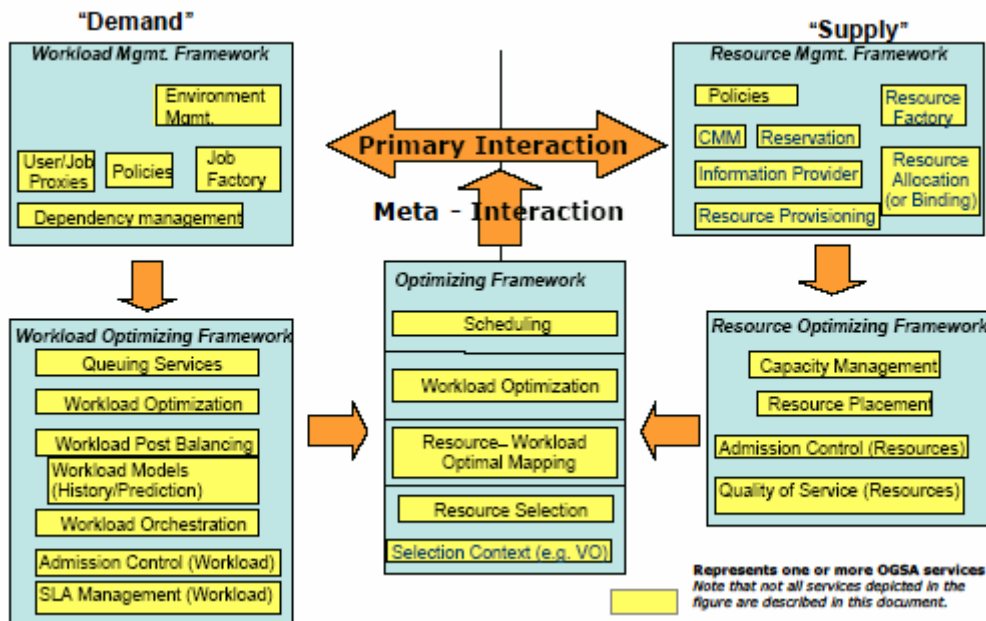 "Demand"
Workload Mgmt. Framework
Environment
Mgmt.
User/Job
Proxies
Policies
Job
Factory
Dependency management
"Supply"
Resource Mgmt. Framework
Policies
Resource
Factory
CMM
Reservation
Information Provider
Resource
Allocation
(or Binding)
Resource Provisioning
Primary Interaction
Meta - Interaction
Workload Optimizing Framework
Queuing Services
Workload Optimization
Workload Post Balancing
Workload Models
(History/Prediction)
Workload Orchestration
Admission Control (Workload)
SLA Management (Workload)
Optimizing Framework
Scheduling
Workload Optimization
Resource– Workload
Optimal Mapping
Resource Selection
Selection Context (e.g. VO)
Resource Optimizing Framework
Capacity Management
Resource Placement
Admission Control (Resources)
Quality of Service (Resources)
Represents one or more OGSA services
Note that not all services depicted in the
figure are described in this document.